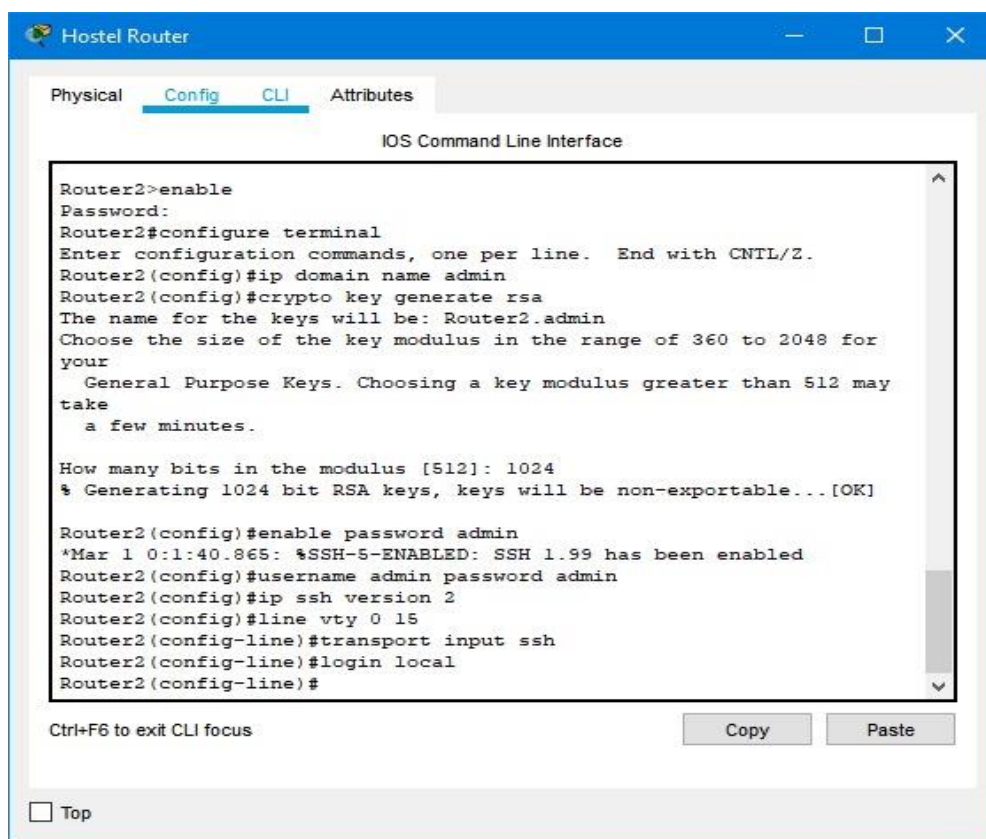 Hostel Router
Physical Config CLI Attributes
IOS Command Line Interface
Router2>enable
Password:
Router2#configure terminal
Enter configuration commands, one per line.  End with CNTL/Z.
Router2(config)#ip domain name admin
Router2(config)#crypto key generate rsa
The name for the keys will be: Router2.admin
Choose the size of the key modulus in the range of 360 to 2048 for
your
  General Purpose Keys. Choosing a key modulus greater than 512 may
take
  a few minutes.
How many bits in the modulus [512]: 1024
% Generating 1024 bit RSA keys, keys will be non-exportable...[OK]
Router2(config)#enable password admin
*Mar 1 0:1:40.865: %SSH-5-ENABLED: SSH 1.99 has been enabled
Router2(config)#username admin password admin
Router2(config)#ip ssh version 2
Router2(config)#line vty 0 15
Router2(config-line)#transport input ssh
Router2(config-line)#login local
Router2(config-line)#
Ctrl+F6 to exit CLI focus Copy Paste
Top